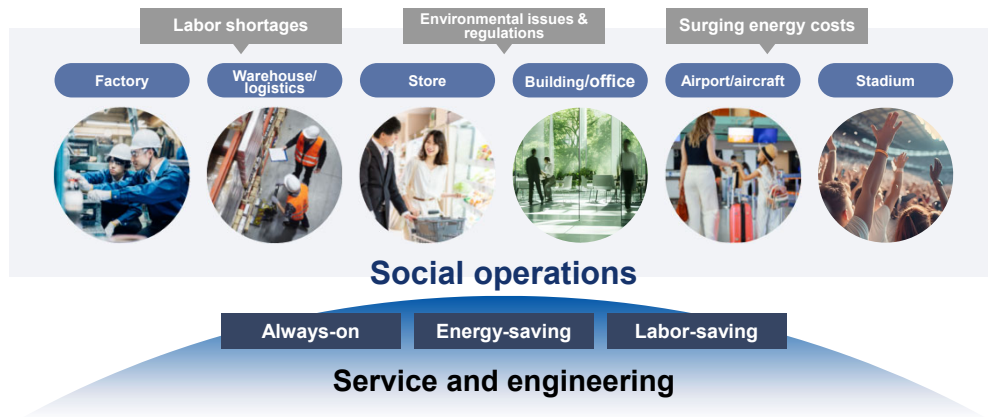 Labor shortages
Environmental issues &
regulations
Surging energy costs
Factory
Warehouse/
logistics
Store
Building/office
Airport/aircraft
Stadium
Social operations
Always-on
Energy-saving
Labor-saving
Service and engineering